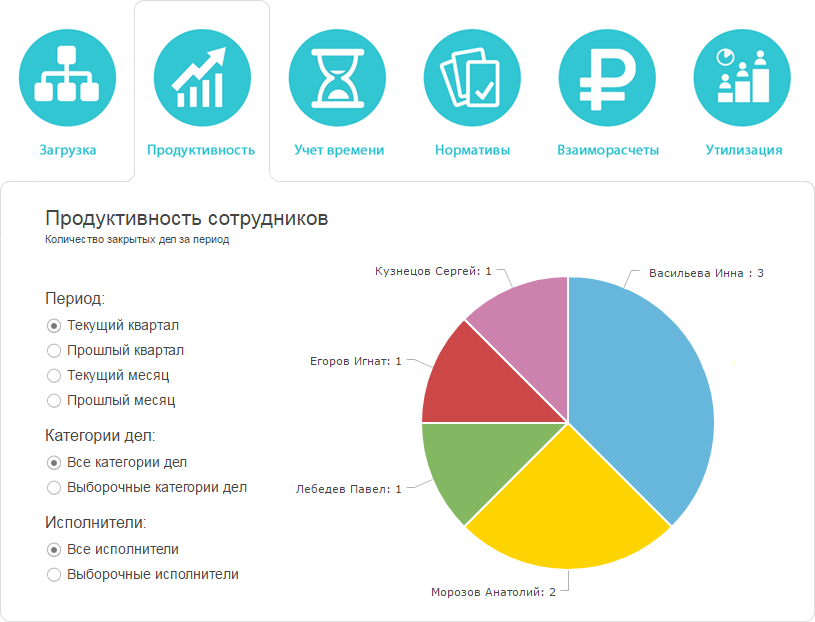 Загрузка
Продуктивность
Учет времени
Нормативы
Взаиморасчеты
Утилизация
Продуктивность сотрудников
Количество закрытых дел за период
Период:
Текущий квартал
Прошлый квартал
Текущий месяц
Прошлый месяц
Категории дел:
Все категории дел
Выборочные категории дел
Исполнители:
Все исполнители
Выборочные исполнители
Кузнецов Сергей: 1
Васильева Инна : 3
Егоров Игнат: 1
Лебедев Павел: 1
Морозов Анатолий: 2